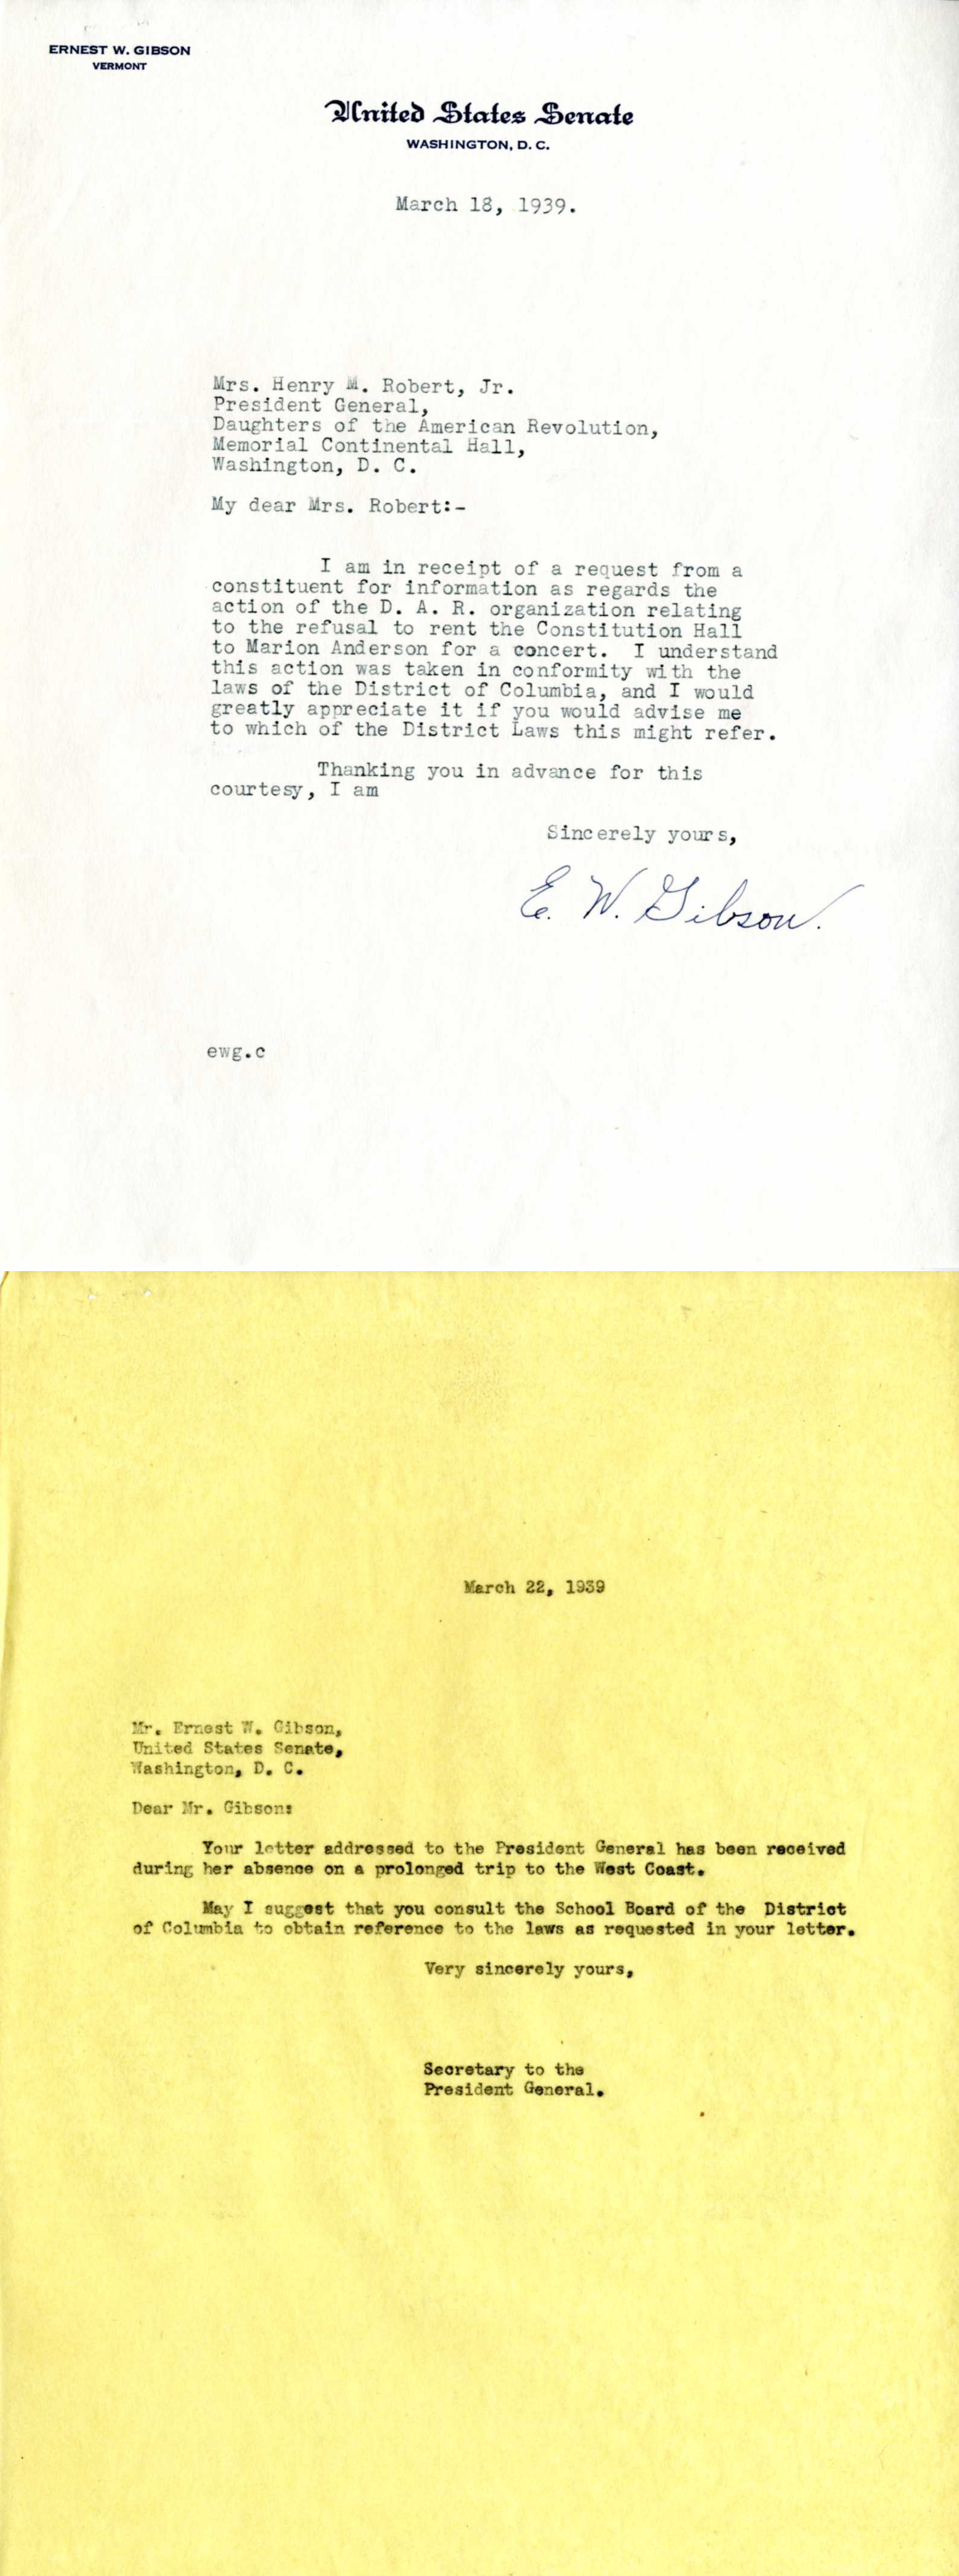 ERNEST W. GIBSON
VERMONT
United States Senate
WASHINGTON, D. C.
March 18, 1939.
Mrs. Henry M. Robert, Jr.
President General,
Daughters of the American Revolution,
Memorial Continental Hall,
Washington, D. C.
My dear Mrs. Robert:-
I am in receipt of a request from a
constituent for information as regards the
action of the D. A. R. organization relating
to the refusal to rent the Constitution Hall
to Marion Anderson for a concert. I understand
this action was taken in conformity with the
laws of the District of Columbia, and I would
greatly appreciate it if you would advise me
to which of the District Laws this might refer.
Thanking you in advance for this
courtesy, I am
Sincerely yours,
E. W. Gibson.
ewg.c
March 22, 1939
Mr. Ernest W. Gibson,
United States Senate,
Washington, D. C.
Dear Mr. Gibson:
Your letter addressed to the President General has been received
during her absence on a prolonged trip to the West Coast.
May I suggest that you consult the School Board of the District
of Columbia to obtain reference to the laws as requested in your letter.
Very sincerely yours,
Secretary to the
President General.